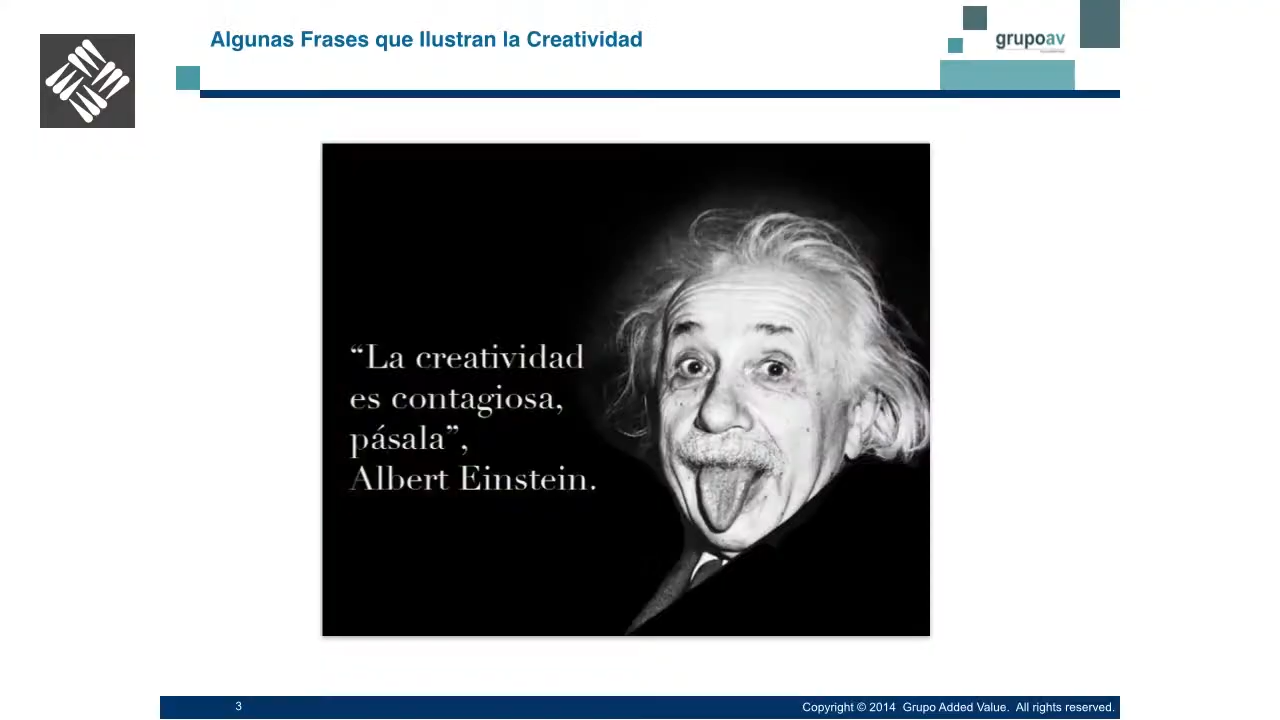 Algunas Frases que Ilustran la Creatividad
grupoav
“La creatividad
es contagiosa,
pásala”,
Albert Einstein.
3
Copyright © 2014 Grupo Added Value. All rights reserved.